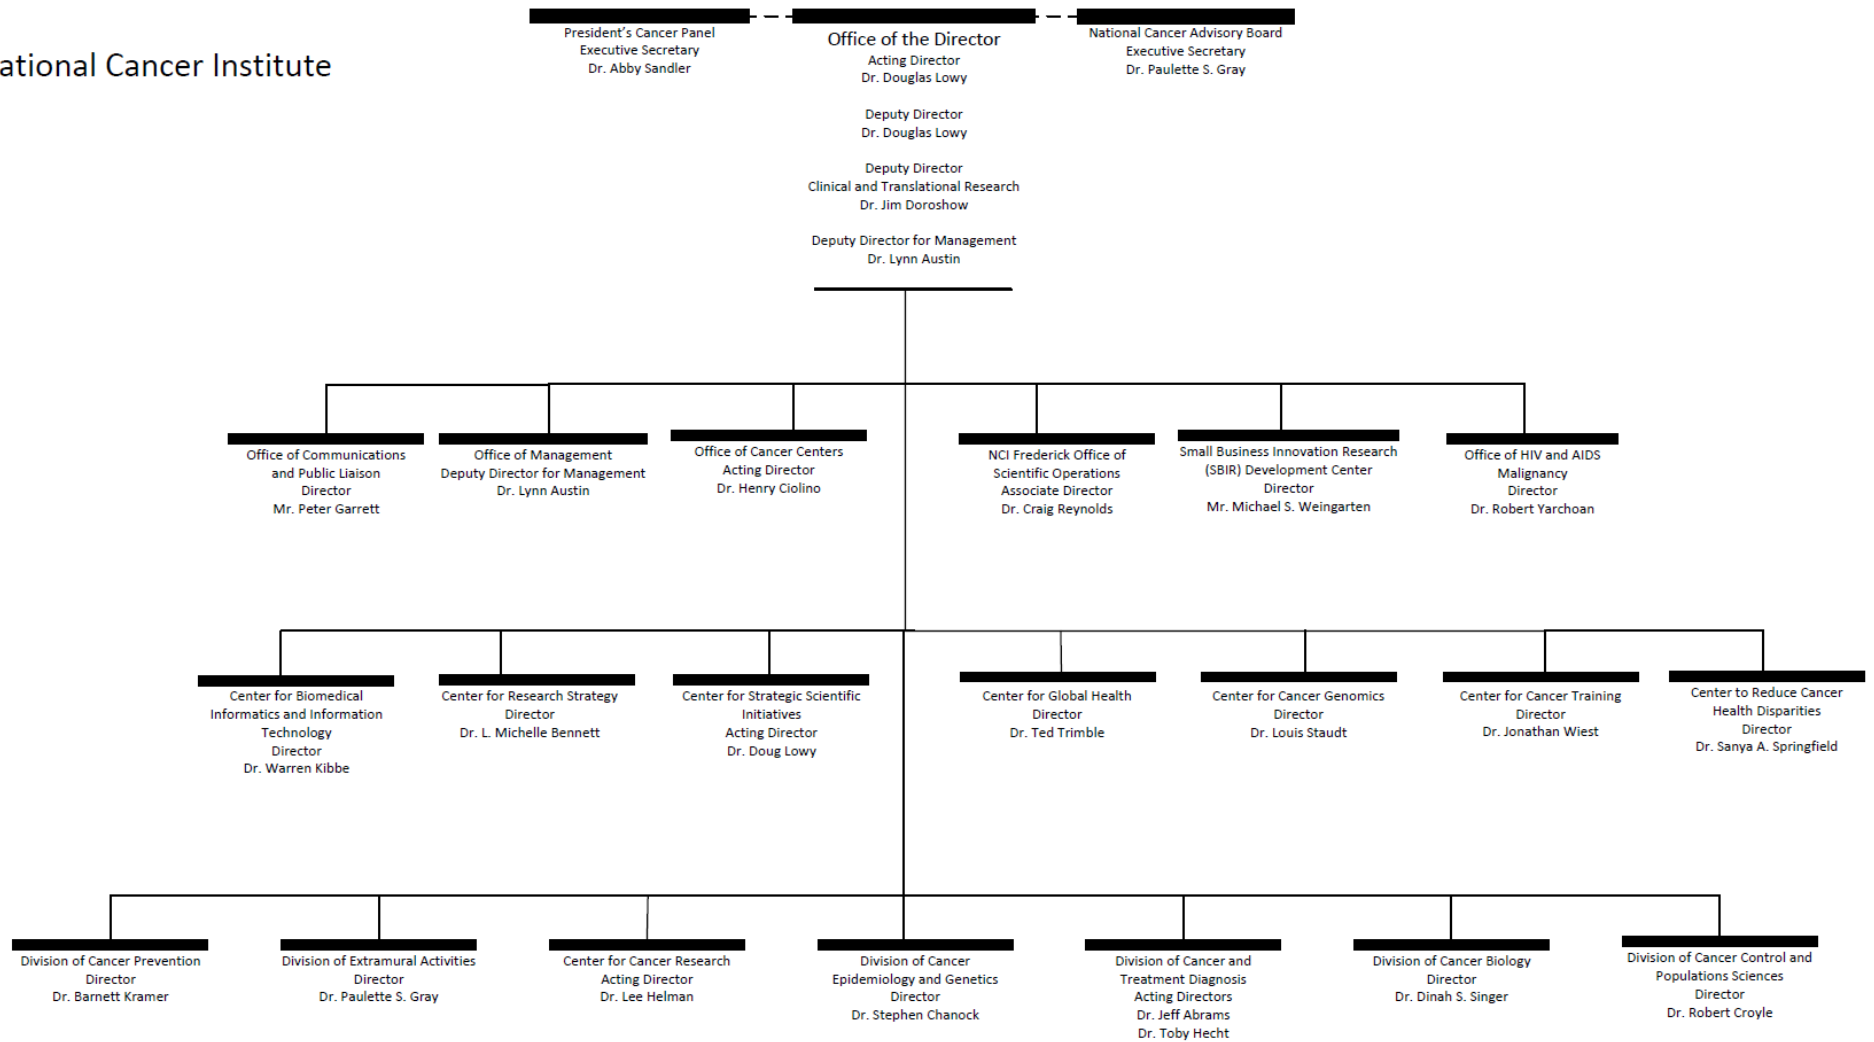 ational Cancer Institute
President's Cancer Panel
Executive Secretary
Dr. Abby Sandler
Office of the Director
Acting Director
Dr. Douglas Lowy
Deputy Director
Dr. Douglas Lowy
Deputy Director
Clinical and Translational Research
Dr. Jim Doroshow
Deputy Director for Management
Dr. Lynn Austin
National Cancer Advisory Board
Executive Secretary
Dr. Paulette S. Gray
Office of Communications
and Public Liaison
Director
Mr. Peter Garrett
Office of Management
Deputy Director for Management
Dr. Lynn Austin
Office of Cancer Centers
Acting Director
Dr. Henry Ciolino
NCI Frederick Office of
Scientific Operations
Associate Director
Dr. Craig Reynolds
Small Business Innovation Research
(SBIR) Development Center
Director
Mr. Michael S. Weingarten
Office of HIV and AIDS
Malignancy
Director
Dr. Robert Yarchoan
Center for Biomedical
Informatics and Information
Technology
Director
Dr. Warren Kibbe
Center for Research Strategy
Director
Dr. L. Michelle Bennett
Center for Strategic Scientific
Initiatives
Acting Director
Dr. Doug Lowy
Center for Global Health
Director
Dr. Ted Trimble
Center for Cancer Genomics
Director
Dr. Louis Staudt
Center for Cancer Training
Director
Dr. Jonathan Wiest
Center to Reduce Cancer
Health Disparities
Director
Dr. Sanya A. Springfield
Division of Cancer Prevention
Director
Dr. Barnett Kramer
Division of Extramural Activities
Director
Dr. Paulette S. Gray
Center for Cancer Research
Acting Director
Dr. Lee Helman
Division of Cancer
Epidemiology and Genetics
Director
Dr. Stephen Chanock
Division of Cancer and
Treatment Diagnosis
Acting Directors
Dr. Jeff Abrams
Dr. Toby Hecht
Division of Cancer Biology
Director
Dr. Dinah S. Singer
Division of Cancer Control and
Populations Sciences
Director
Dr. Robert Croyle